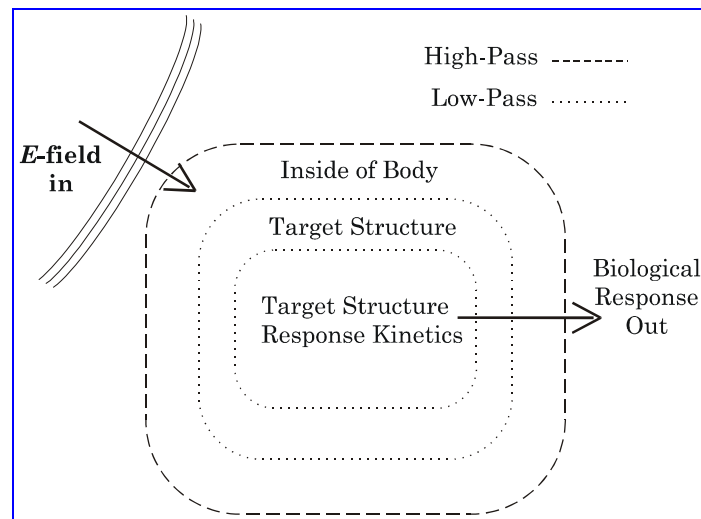 High-Pass
Low-Pass
E-field
in
Inside of Body
Target Structure
Target Structure
Response Kinetics
Biological
Response
Out